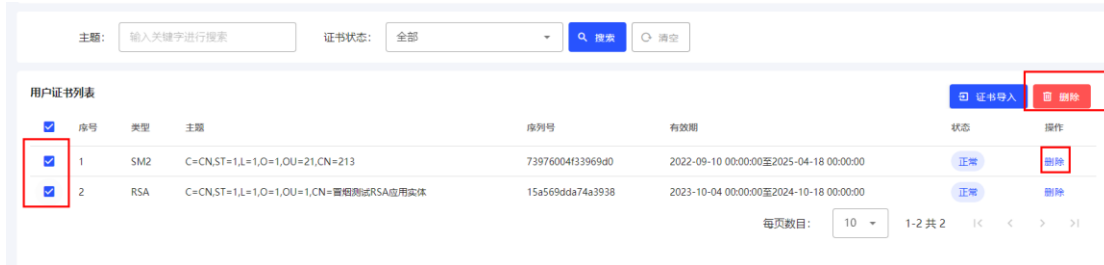 主题： 输入关键字进行搜索 证书状态： 全部 搜索 清空
用户证书列表 证书导入 删除
序号 类型 主题 序列号 有效期 状态 操作
1 SM2 C=CN,ST=1,L=1,O=1,OU=21,CN=213 73976004f33969d0 2022-09-10 00:00:00至2025-04-18 00:00:00 正常 删除
2 RSA C=CN,ST=1,L=1,O=1,OU=1,CN=冒烟测试RSA应用实体 15a569dda74a3938 2023-10-04 00:00:00至2024-10-18 00:00:00 正常 删除
每页数目： 10 1-2 共 2